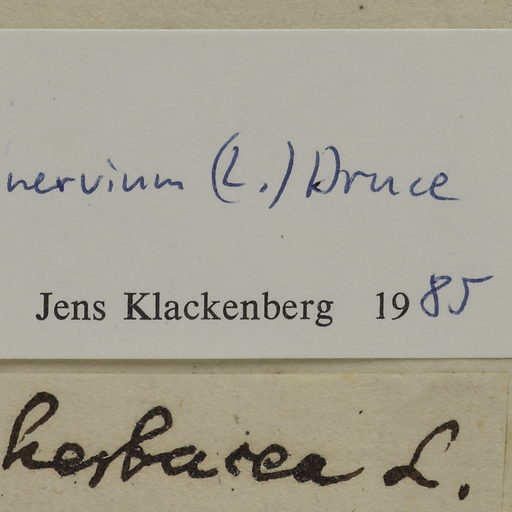 nervium (L.) Druce
Jens Klackenberg 1985
herbacea L.